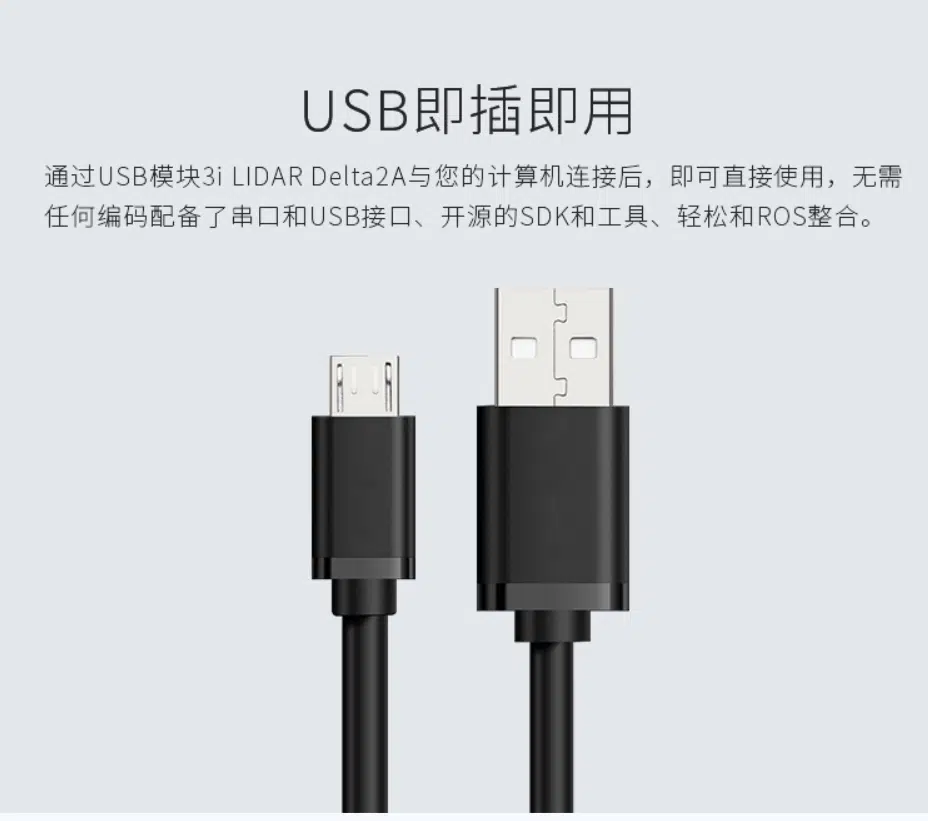 USB即插即用
通过USB模块3i LIDAR Delta2A与您的计算机连接后，即可直接使用，无需
任何编码配备了串口和USB接口、开源的SDK和工具、轻松和ROS整合。